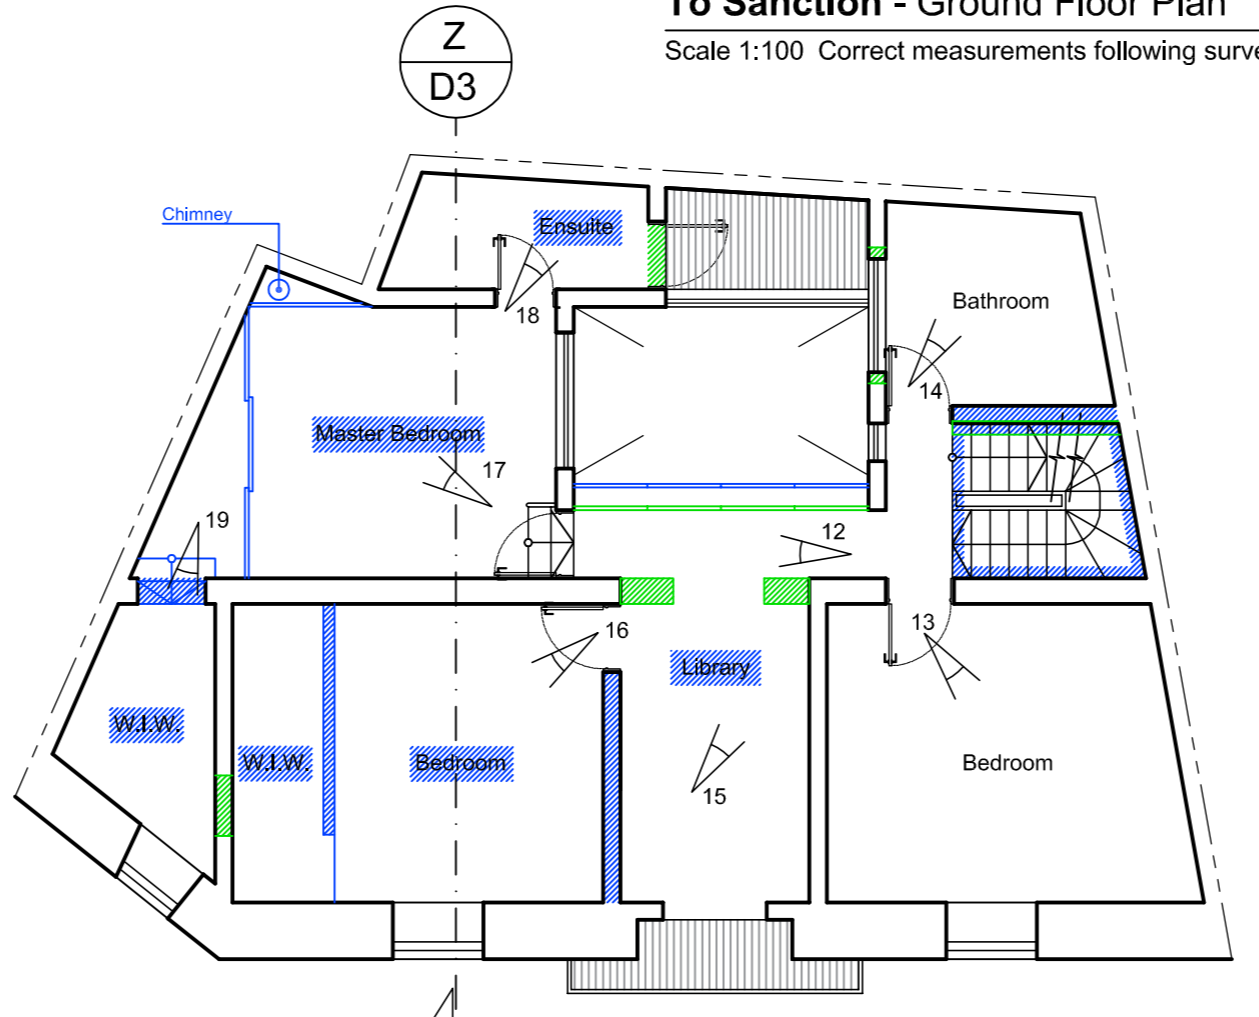 To Sanction - Ground Floor Plan
Scale 1:100 Correct measurements following surve
Z
D3
Chimney
Ensuite
Bathroom
18
14
Master Bedroom
17
19
12
16
13
Library
W.I.W.
W.I.W.
Bedroom
Bedroom
15